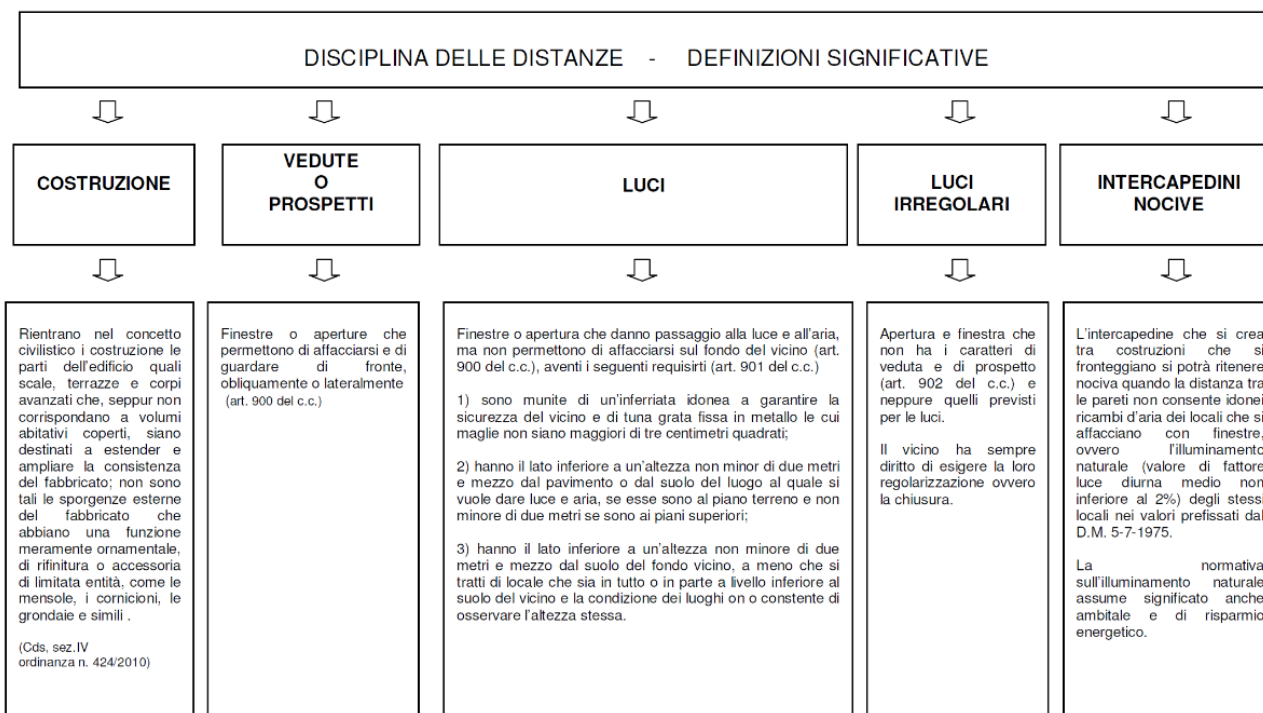 DISCIPLINA DELLE DISTANZE - DEFINIZIONI SIGNIFICATIVE
COSTRUZIONE
VEDUTE
O
PROSPETTI
LUCI
LUCI
IRREGOLARI
INTERCAPEDINI
NOCIVE
Rientrano nel concetto
civilistico i costruzione le
parti dell'edificio quali
scale, terrazze e corpi
avanzati che, seppur non
corrispondano a volumi
abitativi coperti, siano
destinati a estender e
ampliare la consistenza
del fabbricato; non sono
tali le sporgenze esterne
del fabbricato che
abbiano una funzione
meramente ornamentale,
di rifinitura o accessoria
di limitata entità, come le
mensole, i cornicioni, le
grondaie e simili .
(Cds, sez.IV
ordinanza n. 424/2010)
Finestre o aperture che
permettono di affacciarsi e di
guardare di fronte,
obliquamente o lateralmente
(art. 900 del c.c.)
Finestre o apertura che danno passaggio alla luce e all'aria,
ma non permettono di affacciarsi sul fondo del vicino (art.
900 del c.c.), aventi i seguenti requisirti (art. 901 del c.c.)
1) sono munite di un'inferriata idonea a garantire la
sicurezza del vicino e di tuna grata fissa in metallo le cui
maglie non siano maggiori di tre centimetri quadrati;
2) hanno il lato inferiore a un'altezza non minor di due metri
e mezzo dal pavimento o dal suolo del luogo al quale si
vuole dare luce e aria, se esse sono al piano terreno e non
minore di due metri se sono ai piani superiori;
3) hanno il lato inferiore a un'altezza non minore di due
metri e mezzo dal suolo del fondo vicino, a meno che si
tratti di locale che sia in tutto o in parte a livello inferiore al
suolo del vicino e la condizione dei luoghi on o constente di
osservare l'altezza stessa.
Apertura e finestra che
non ha i caratteri di
veduta e di prospetto
(art. 902 del c.c.) e
neppure quelli previsti
per le luci.
Il vicino ha sempre
diritto di esigere la loro
regolarizzazione ovvero
la chiusura.
L'intercapedine che si crea
tra costruzioni che si
fronteggiano si potrà ritenere
nociva quando la distanza tra
le pareti non consente idonei
ricambi d'aria dei locali che si
affacciano con finestre,
ovvero l'illuminamento
naturale (valore di fattore
luce diurna medio non
inferiore al 2%) degli stessi
locali nei valori prefissati dal
D.M. 5-7-1975.
La normativa
sull'illuminamento naturale
assume significato anche
ambitale e di risparmio
energetico.